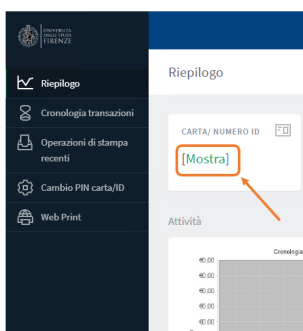 UNIVERSITÀ
DEGLI STUDI
FIRENZE
Riepilogo
Cronologia transazioni
Operazioni di stampa
recenti
Cambio PIN carta/ID
Web Print
Riepilogo
CARTA/ NUMERO ID
[Mostra]
Attività
Cronologia
€0.00
€0.00
€0.00
€0.00
€0.00